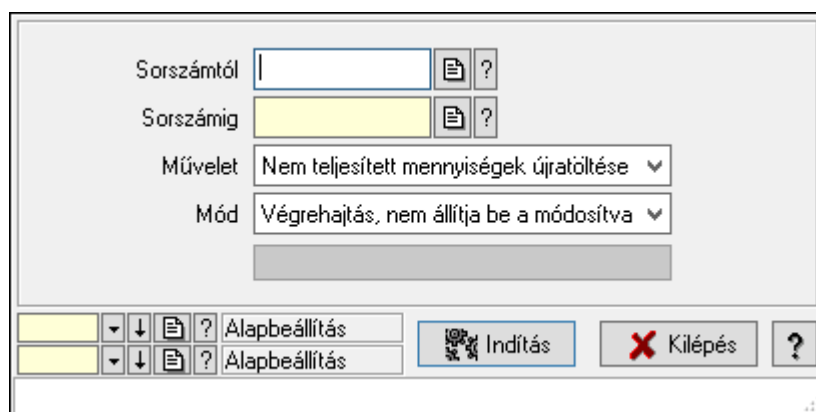 Sorszámtól ?
Sorszámig ?
Művelet Nem teljesített mennyiségek újratöltése
Mód Végrehajtás, nem állítja be a módosítva
? Alapbeállítás
? Alapbeállítás
Indítás Kilépés ?